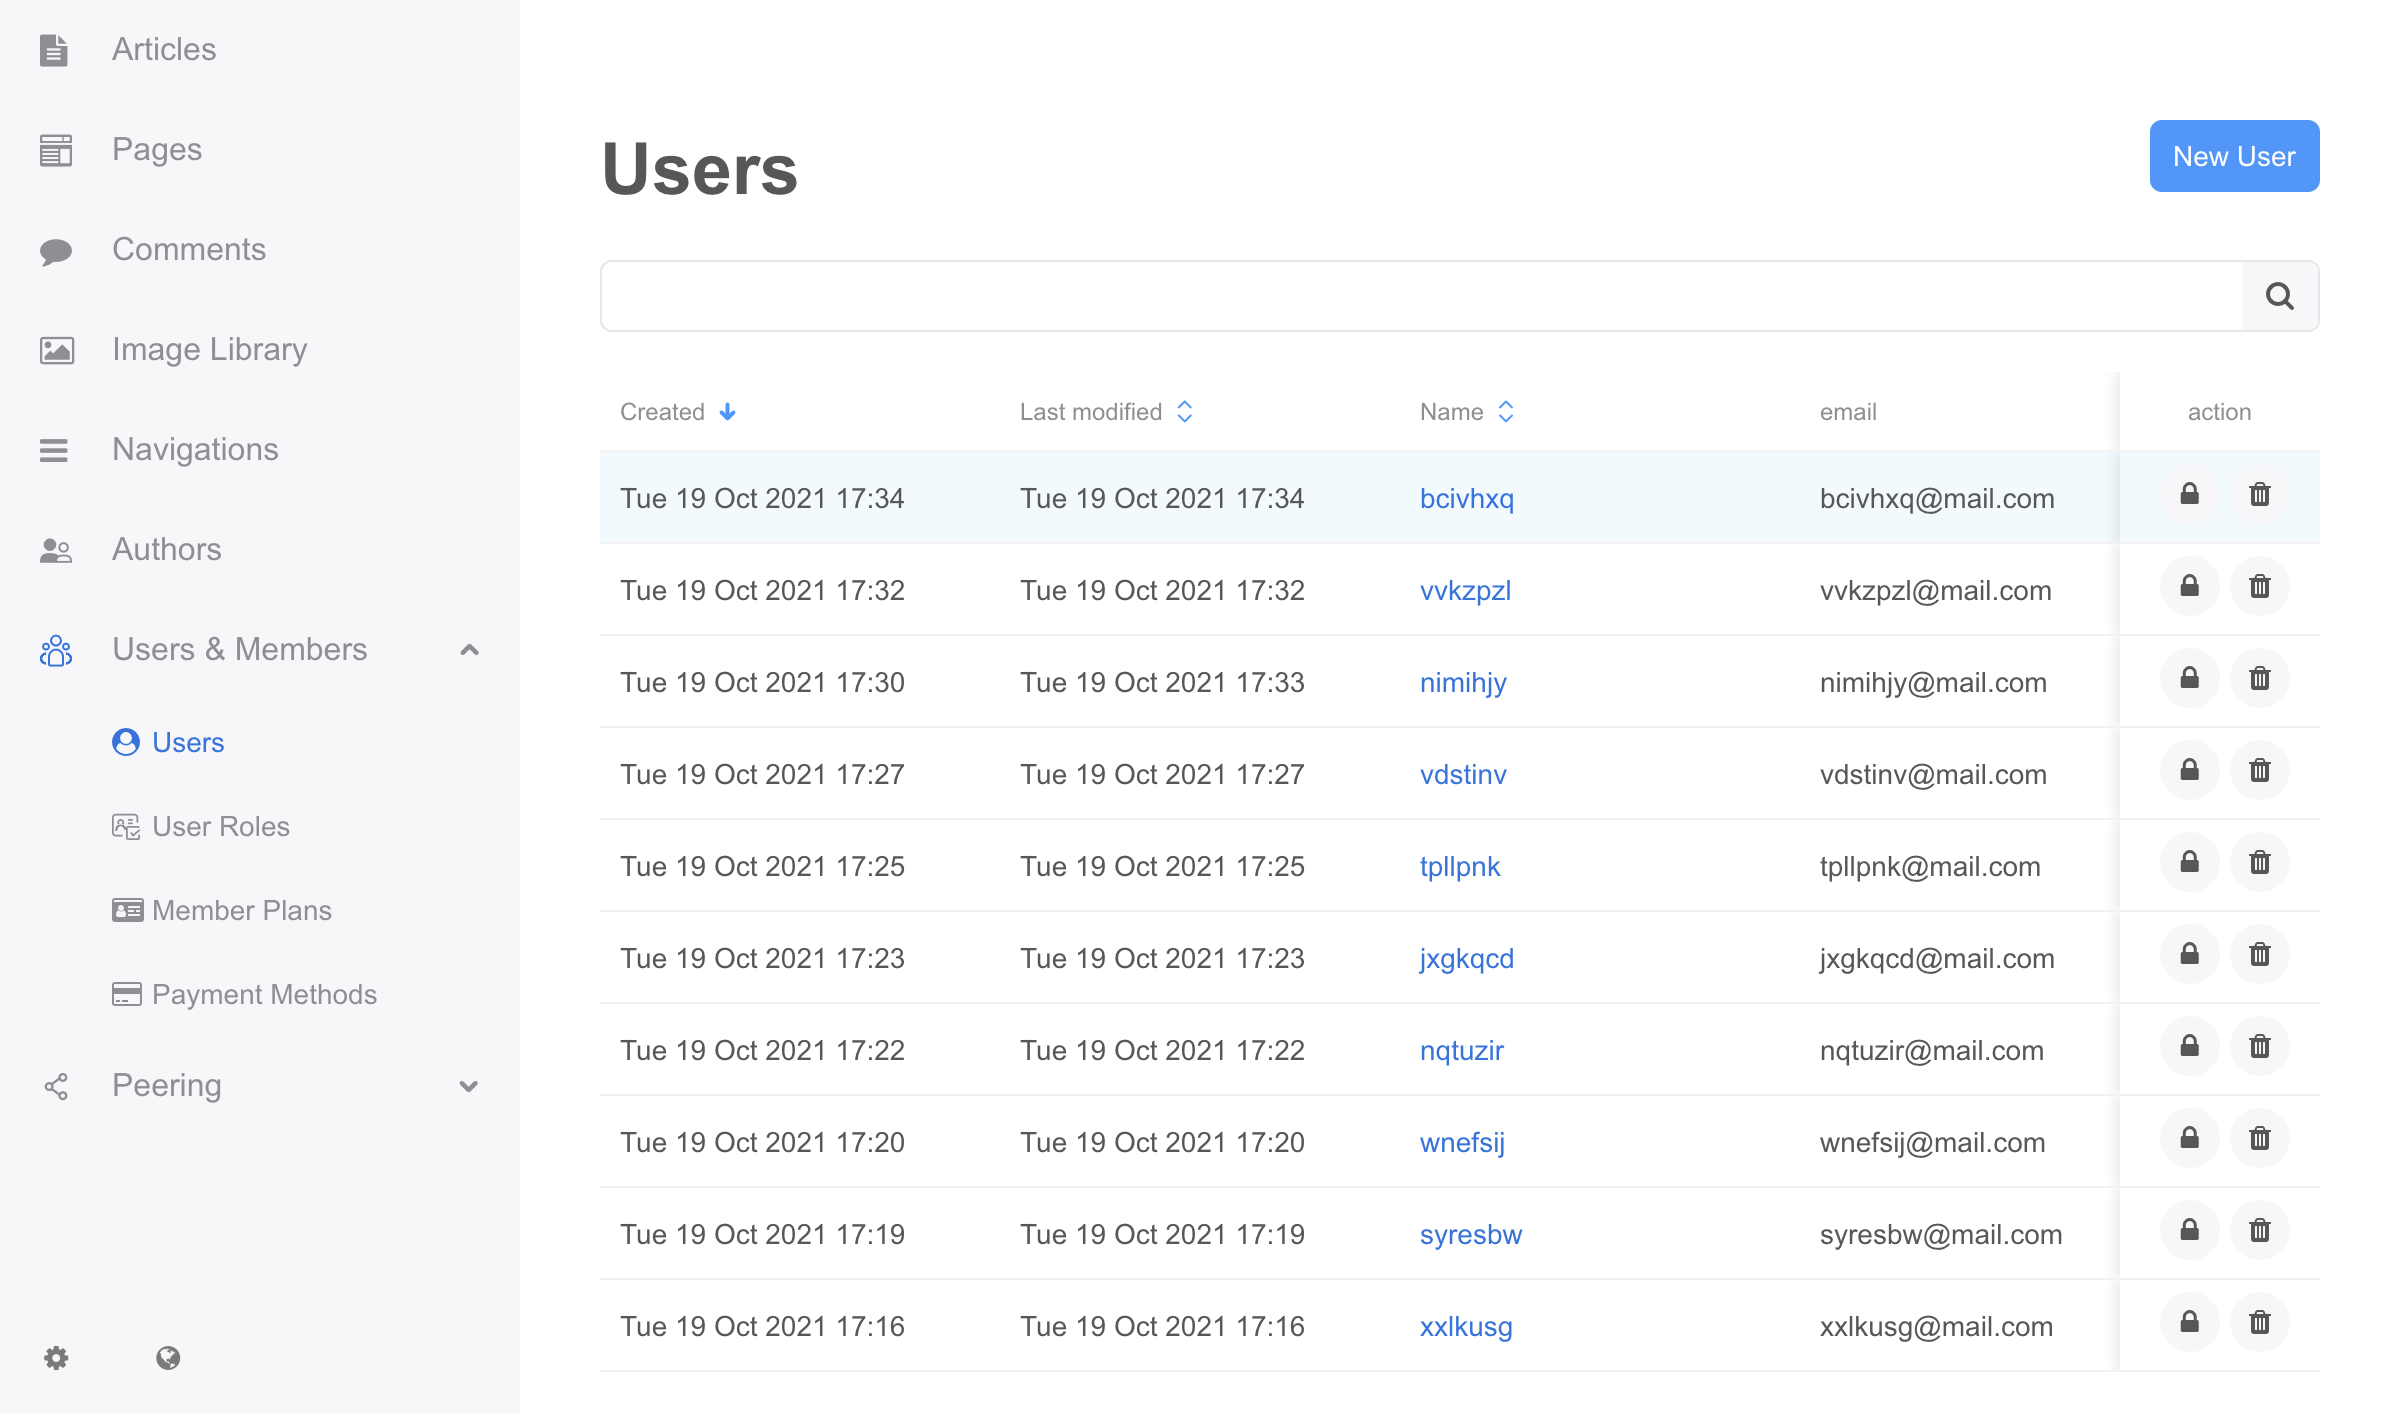 Articles
Pages
Comments
Image Library
Navigations
Authors
Users & Members
Users
User Roles
Member Plans
Payment Methods
Peering
Users
New User
Created Last modified Name email action
Tue 19 Oct 2021 17:34 Tue 19 Oct 2021 17:34 bcivhxq bcivhxq@mail.com
Tue 19 Oct 2021 17:32 Tue 19 Oct 2021 17:32 vvkzpzl vvkzpzl@mail.com
Tue 19 Oct 2021 17:30 Tue 19 Oct 2021 17:33 nimihjy nimihjy@mail.com
Tue 19 Oct 2021 17:27 Tue 19 Oct 2021 17:27 vdstinv vdstinv@mail.com
Tue 19 Oct 2021 17:25 Tue 19 Oct 2021 17:25 tpllpnk tpllpnk@mail.com
Tue 19 Oct 2021 17:23 Tue 19 Oct 2021 17:23 jxgkqcd jxgkqcd@mail.com
Tue 19 Oct 2021 17:22 Tue 19 Oct 2021 17:22 nqtuzir nqtuzir@mail.com
Tue 19 Oct 2021 17:20 Tue 19 Oct 2021 17:20 wnefsij wnefsij@mail.com
Tue 19 Oct 2021 17:19 Tue 19 Oct 2021 17:19 syresbw syresbw@mail.com
Tue 19 Oct 2021 17:16 Tue 19 Oct 2021 17:16 xxlkusg xxlkusg@mail.com